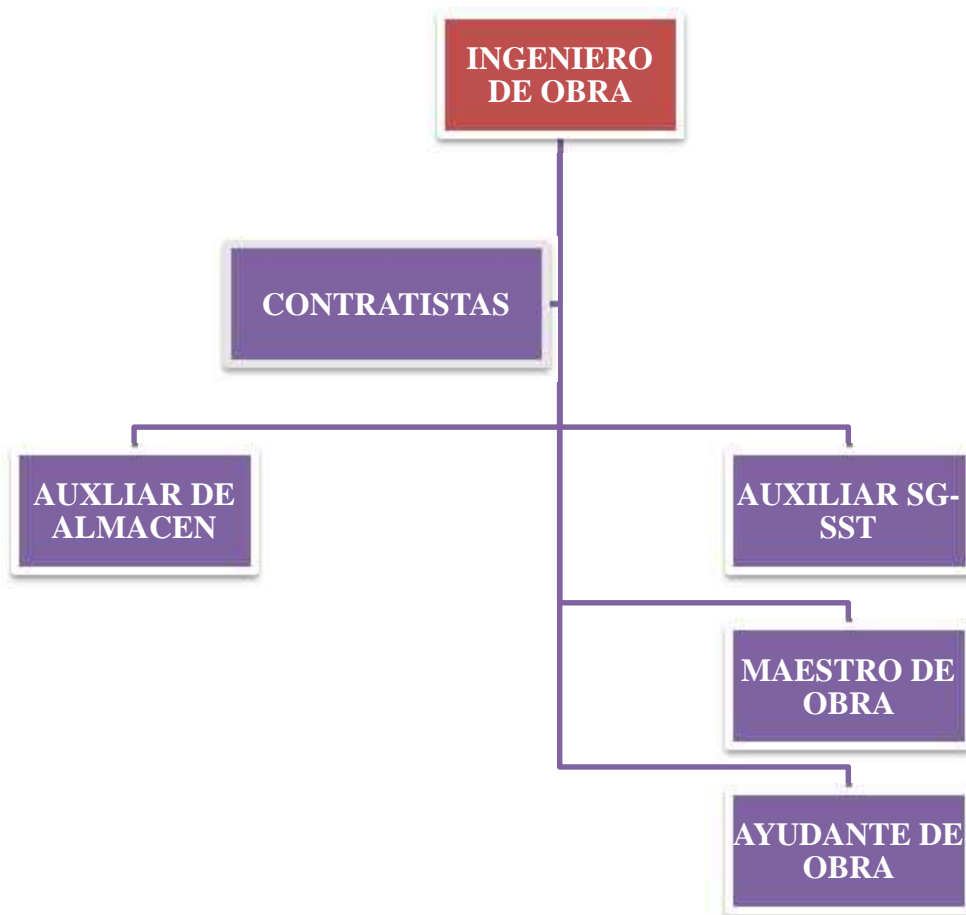 INGENIERO
DE OBRA
CONTRATISTAS
AUXLIAR DE
ALMACEN
AUXILIAR SG-
SST
MAESTRO DE
OBRA
AYUDANTE DE
OBRA